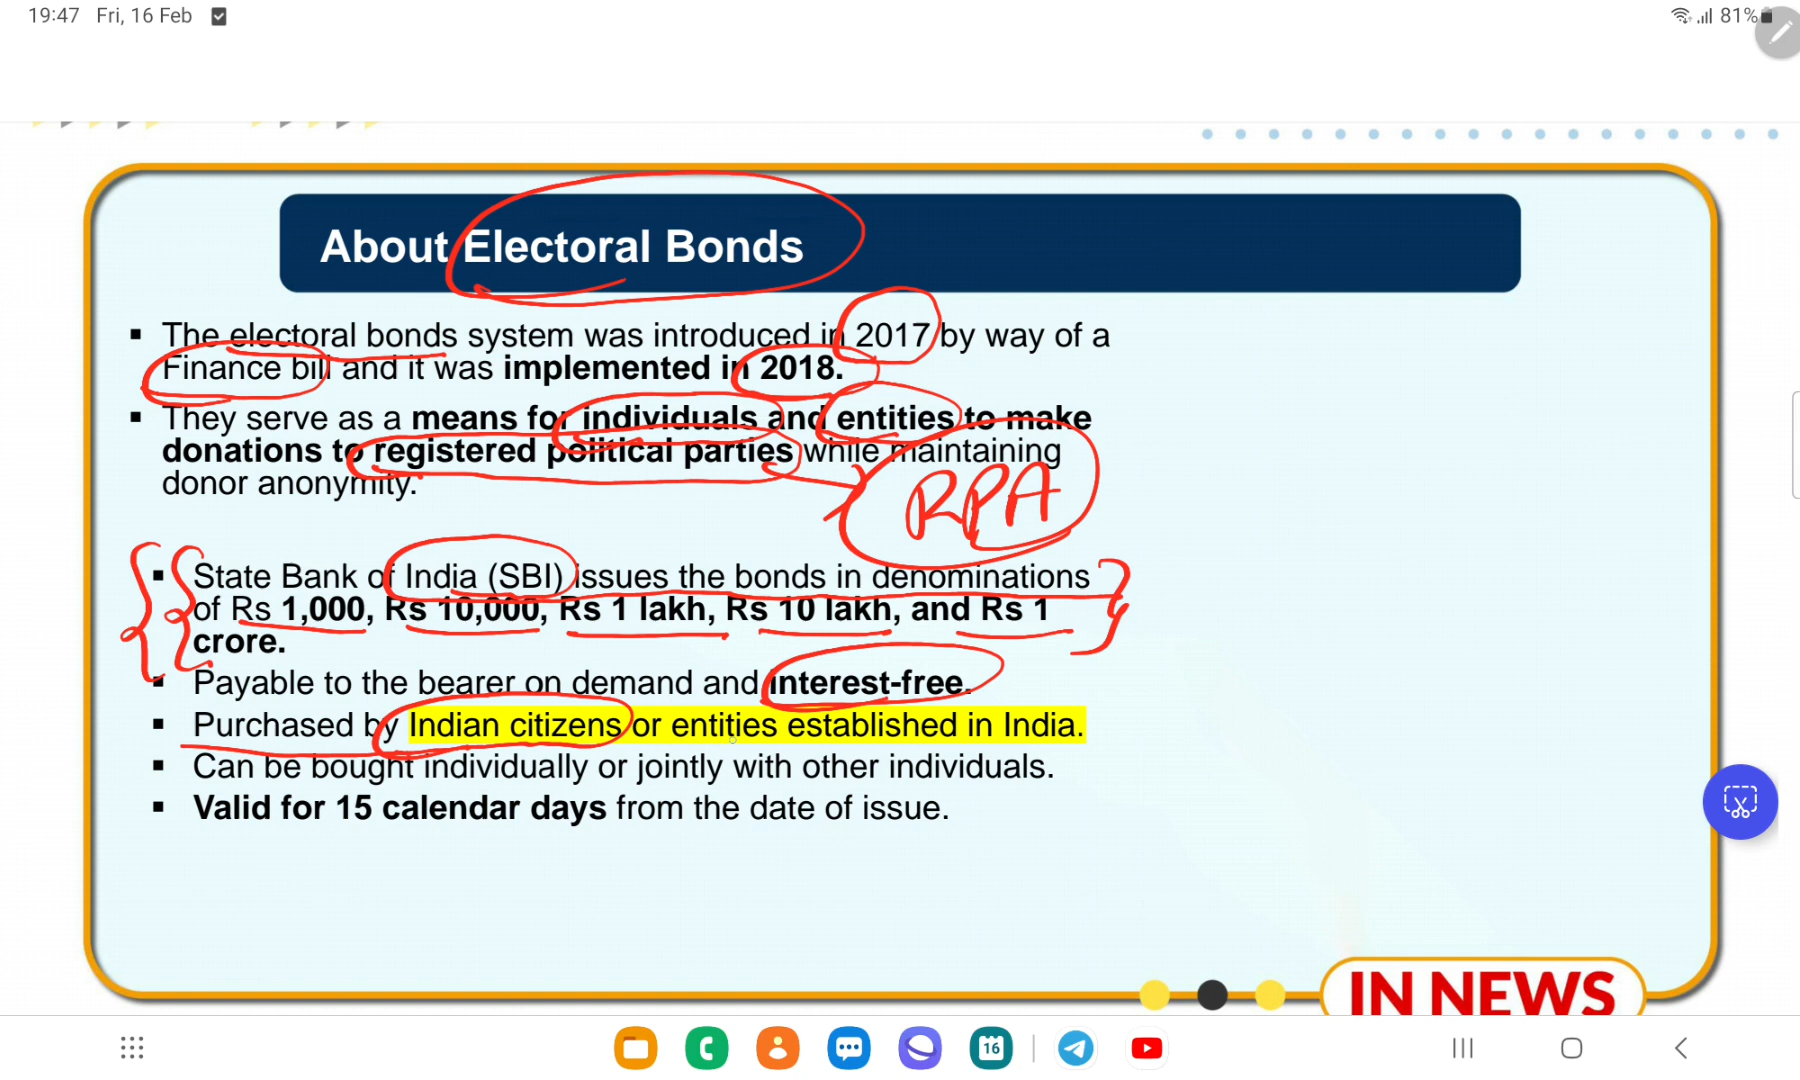 19:47 Fri, 16 Feb
81%
About Electoral Bonds
▪ The electoral bonds system was introduced in 2017 by way of a
Finance bill and it was implemented in 2018.
▪ They serve as a means for individuals and entities to make
donations to registered political parties while maintaining
donor anonymity.
RPA
▪ State Bank of India (SBI) issues the bonds in denominations
of Rs 1,000, Rs 10,000, Rs 1 lakh, Rs 10 lakh, and Rs 1
crore.
▪ Payable to the bearer on demand and interest-free.
▪ Purchased by Indian citizens or entities established in India.
▪ Can be bought individually or jointly with other individuals.
▪ Valid for 15 calendar days from the date of issue.
IN NEWS
16